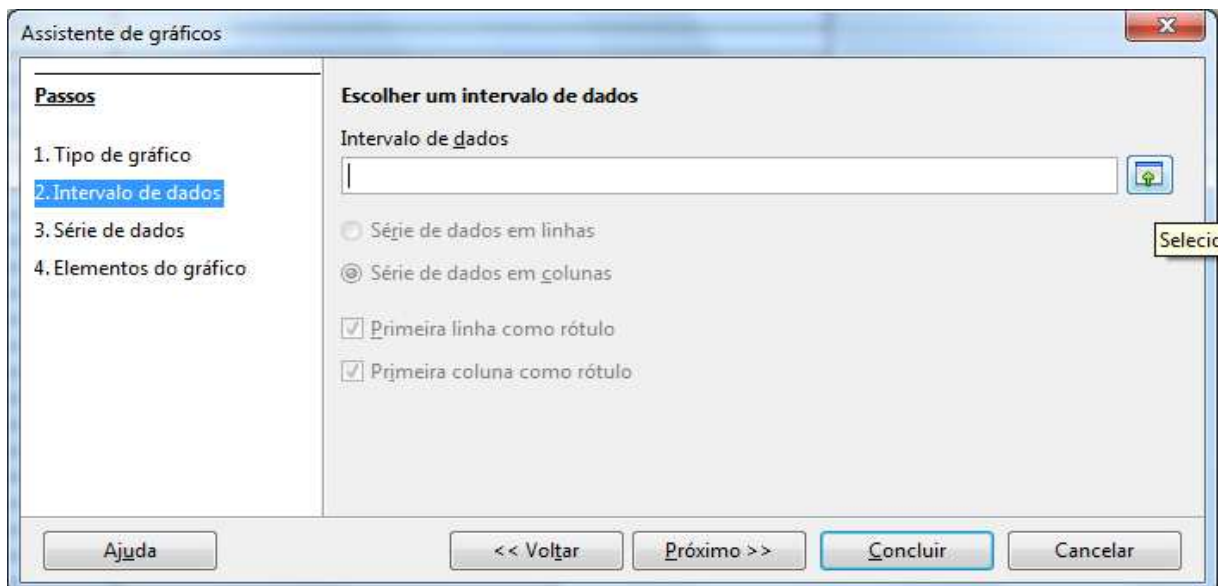 Assistente de gráficos
Passos
1. Tipo de gráfico
2. Intervalo de dados
3. Série de dados
4. Elementos do gráfico
Escolher um intervalo de dados
Intervalo de dados
Série de dados em linhas
Série de dados em colunas
Primeira linha como rótulo
Primeira coluna como rótulo
Selecio
Ajuda
<< Voltar
Próximo >>
Concluir
Cancelar